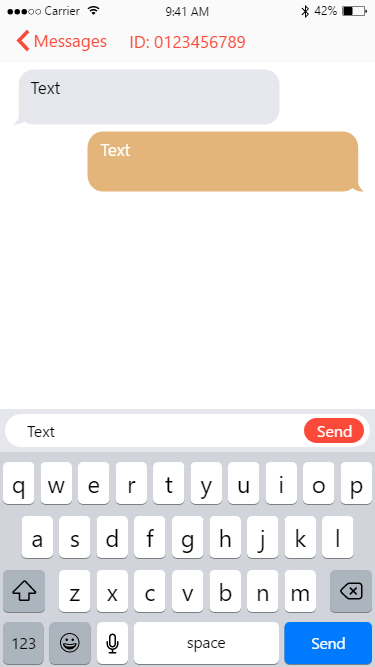 Carrier 9:41 AM 42%
Messages ID: 0123456789
Text
Text
Text Send
q w e r t y u i o p
a s d f g h j k l
z x c v b n m
123 space Send